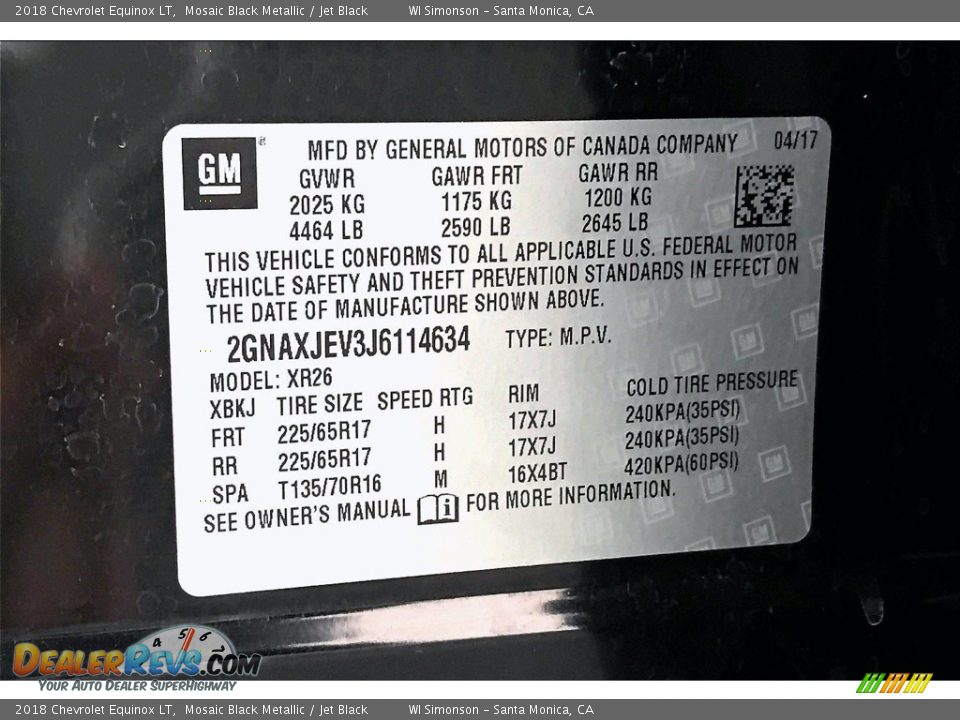 2018 Chevrolet Equinox LT, Mosaic Black Metallic / Jet Black WI Simonson – Santa Monica, CA
GM
MFD BY GENERAL MOTORS OF CANADA COMPANY 04/17
GVWR GAWR FRT GAWR RR
2025 KG 1175 KG 1200 KG
4464 LB 2590 LB 2645 LB
THIS VEHICLE CONFORMS TO ALL APPLICABLE U.S. FEDERAL MOTOR
VEHICLE SAFETY AND THEFT PREVENTION STANDARDS IN EFFECT ON
THE DATE OF MANUFACTURE SHOWN ABOVE.
2GNAXJEV3J6114634 TYPE: M.P.V.
MODEL: XR26
XBKJ TIRE SIZE SPEED RTG RIM COLD TIRE PRESSURE
FRT 225/65R17 H 17X7J 240KPA(35PSI)
RR 225/65R17 H 17X7J 240KPA(35PSI)
SPA T135/70R16 M 16X4BT 420KPA(60PSI)
SEE OWNER'S MANUAL i FOR MORE INFORMATION.
4 5 6
DEALERREVS.COM
YOUR AUTO DEALER SUPERHIGHWAY
2018 Chevrolet Equinox LT, Mosaic Black Metallic / Jet Black WI Simonson – Santa Monica, CA